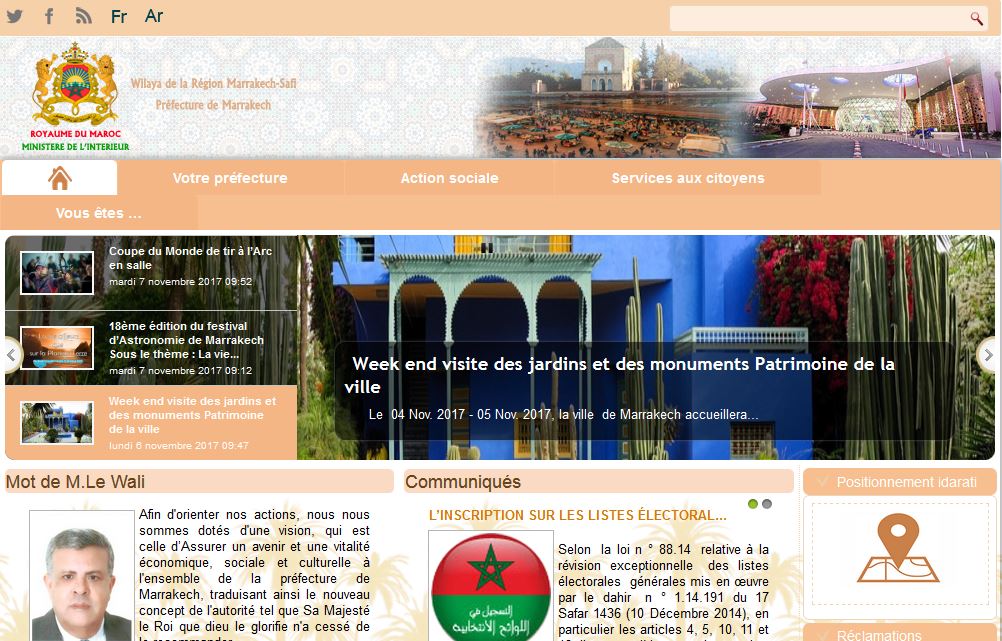 Fr Ar
Wilaya de la Région Marrakech-Safi
Préfecture de Marrakech
ROYAUME DU MAROC
MINISTERE DE L'INTERIEUR
Votre préfecture
Action sociale
Services aux citoyens
Vous êtes ...
Coupe du Monde de tir à l'Arc
en salle
mardi 7 novembre 2017 09:52
18ème édition du festival
d'Astronomie de Marrakech
Sous le thème : La vie...
mardi 7 novembre 2017 09:12
Week end visite des jardins et
des monuments Patrimoine de
la ville
lundi 6 novembre 2017 09:47
Week end visite des jardins et des monuments Patrimoine de la
ville
Le 04 Nov. 2017 - 05 Nov. 2017, la ville de Marrakech accueillera...
Mot de M.Le Wali
Afin d'orienter nos actions, nous nous
sommes dotés d'une vision, qui est
celle d'Assurer un avenir et une vitalité
économique, sociale et culturelle à
l'ensemble de la préfecture de
Marrakech, traduisant ainsi le nouveau
concept de l'autorité tel que Sa Majesté
le Roi que dieu le glorifie n'a cessé de
le recommander
Communiqués
L'INSCRIPTION SUR LES LISTES ÉLECTORAL...
التسجيل في
اللوائح الانتخابية
Selon la loi n ° 88.14 relative à la
révision exceptionnelle des listes
électorales générales mis en œuvre
par le dahir n ° 1.14.191 du 17
Safar 1436 (10 Décembre 2014), en
particulier les articles 4, 5, 10, 11 et
Positionnement idarati
Réclamations